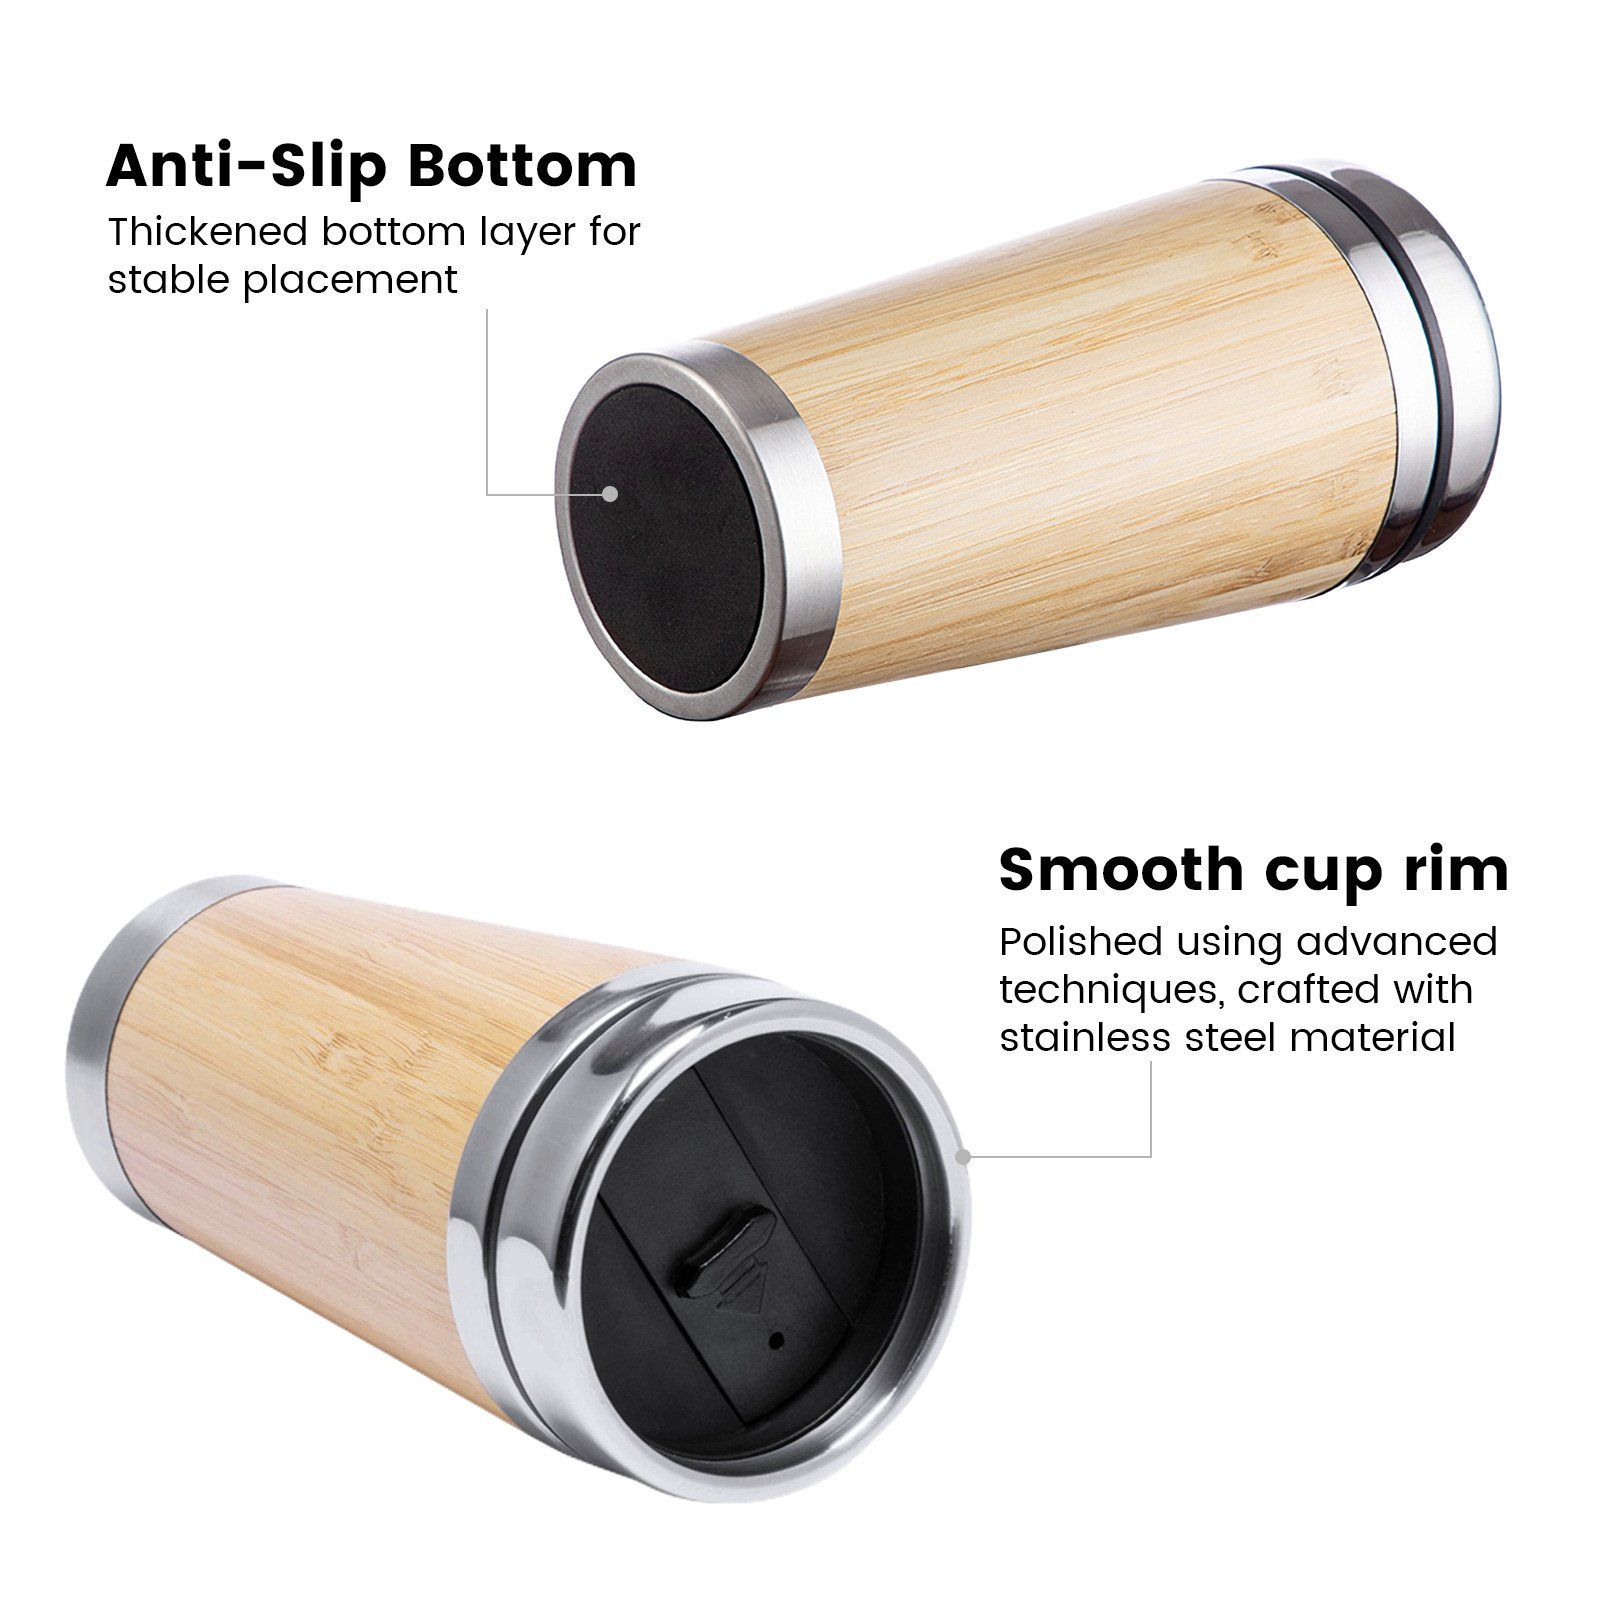 Anti-Slip Bottom
Thickened bottom layer for
stable placement
Smooth cup rim
Polished using advanced
techniques, crafted with
stainless steel material